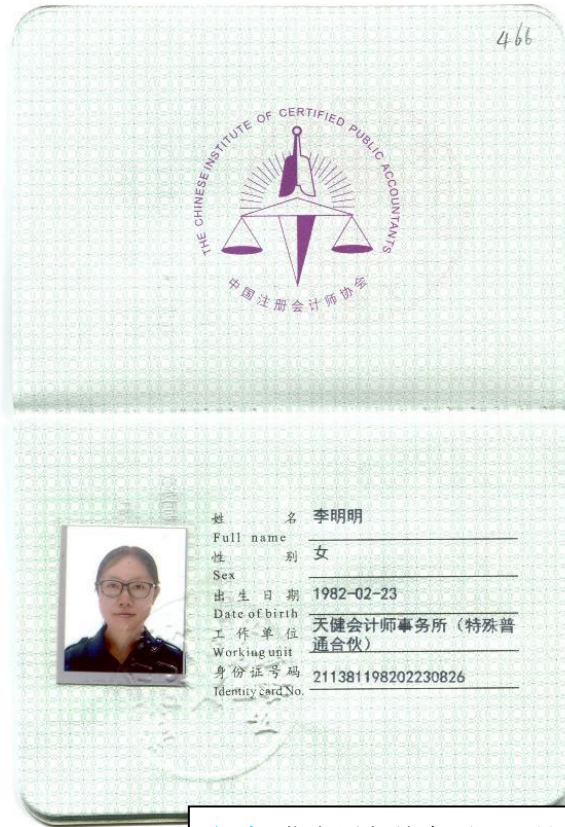 466
THE CHINESE INSTITUTE OF CERTIFIED PUBLIC ACCOUNTANTS
中国注册会计师协会
姓 名 李明明
Full name
性 别 女
Sex
出生日期 1982-02-23
Date of birth
工作单位 天健会计师事务所（特殊普
Working unit 通合伙）
身份证号码 211381198202230826
Identity card No.